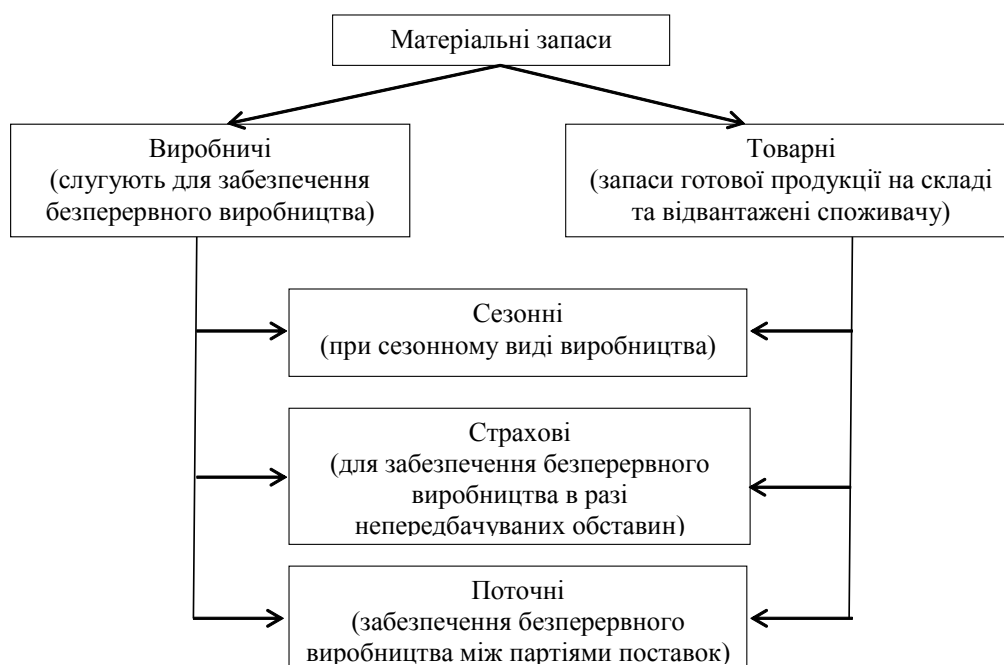 Матеріальні запаси
Виробничі
(слугують для забезпечення
безперервного виробництва)
Товарні
(запаси готової продукції на складі
та відвантажені споживачу)
Сезонні
(при сезонному виді виробництва)
Страхові
(для забезпечення безперервного
виробництва в разі
непередбачуваних обставин)
Поточні
(забезпечення безперервного
виробництва між партіями поставок)